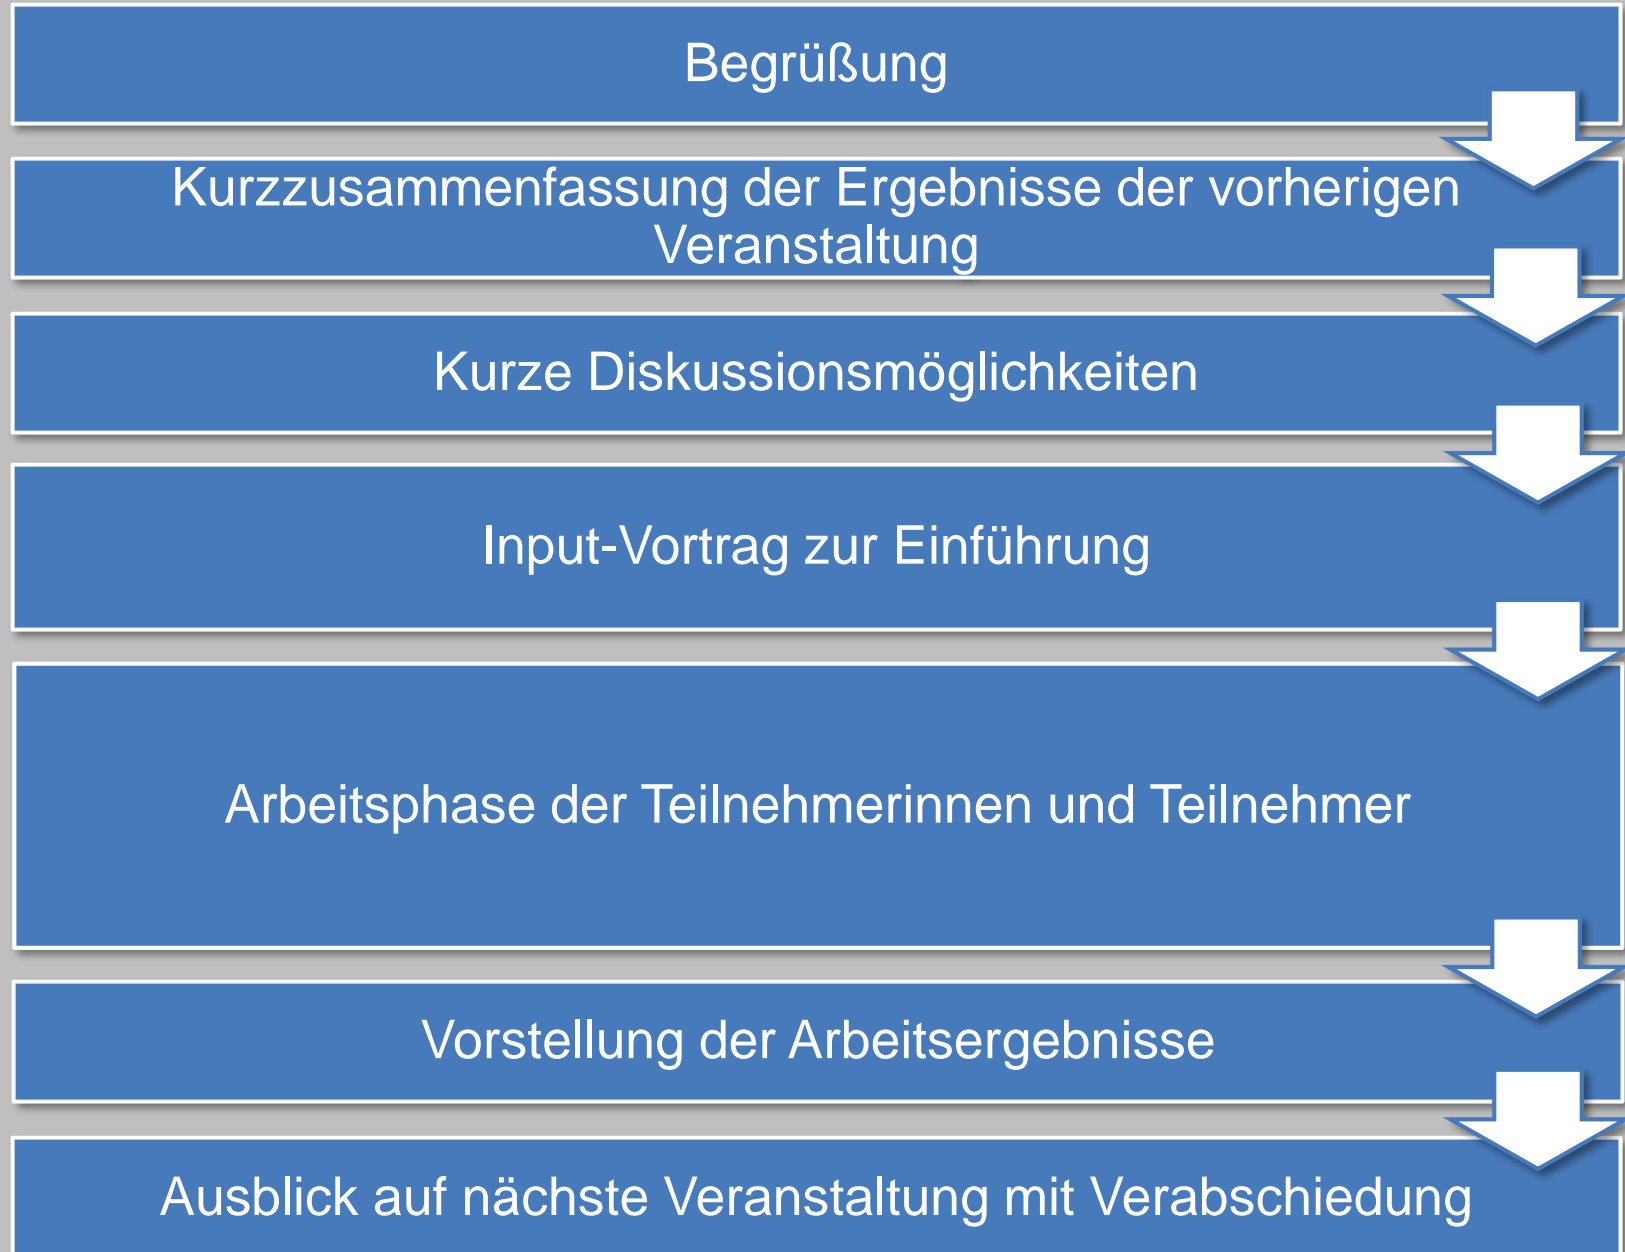 Begrüßung
Kurzzusammenfassung der Ergebnisse der vorherigen
Veranstaltung
Kurze Diskussionsmöglichkeiten
Input-Vortrag zur Einführung
Arbeitsphase der Teilnehmerinnen und Teilnehmer
Vorstellung der Arbeitsergebnisse
Ausblick auf nächste Veranstaltung mit Verabschiedung